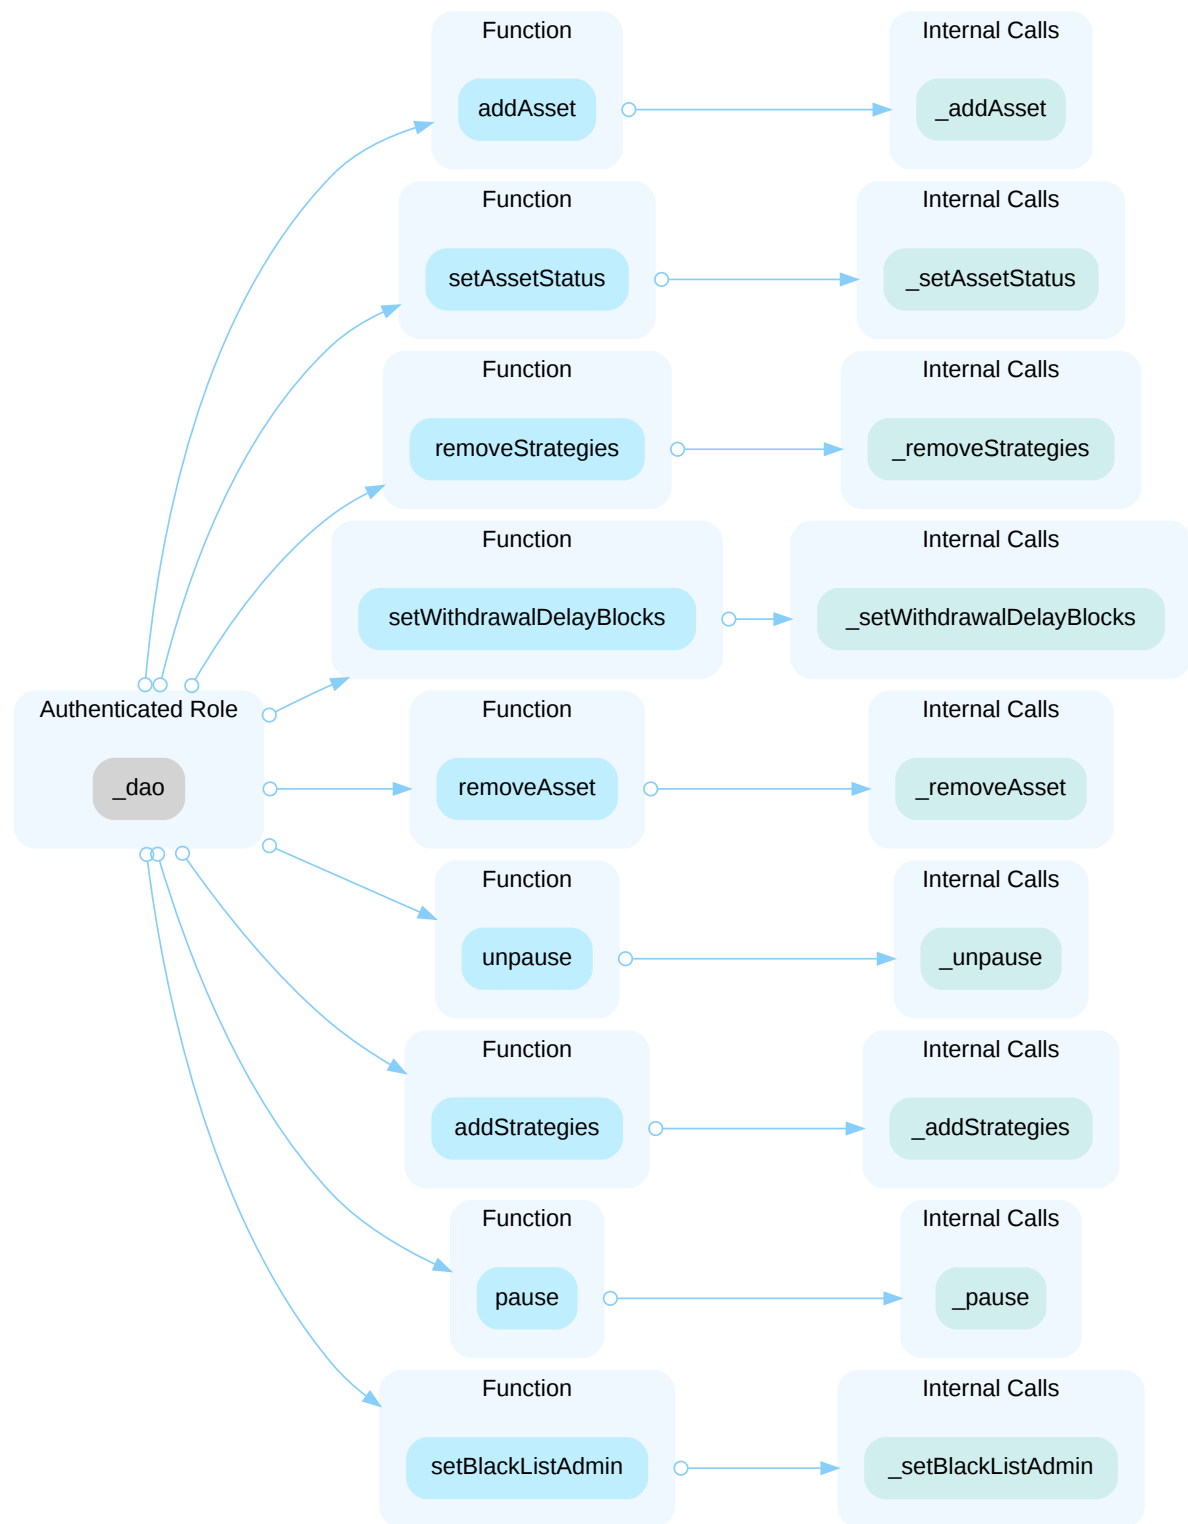 Function
Internal Calls
addAsset
_addAsset
Function
Internal Calls
setAssetStatus
_setAssetStatus
Function
Internal Calls
removeStrategies
_removeStrategies
Function
Internal Calls
setWithdrawalDelayBlocks
_setWithdrawalDelayBlocks
Authenticated Role
Function
Internal Calls
_dao
removeAsset
_removeAsset
Function
Internal Calls
unpause
_unpause
Function
Internal Calls
addStrategies
_addStrategies
Function
Internal Calls
pause
_pause
Function
Internal Calls
setBlackListAdmin
_setBlackListAdmin